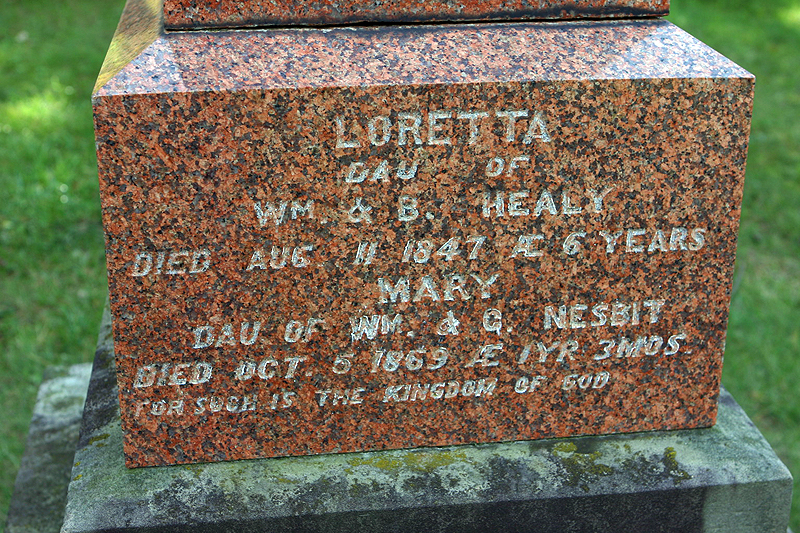 LORETTA
DAU OF
WM. & B. HEALY
DIED AUG 11 1847 Æ 6 YEARS
MARY
DAU. OF WM. & G. NESBIT
DIED OCT. 5 1869 Æ 1YR 3MOS.
FOR SUCH IS THE KINGDOM OF GOD